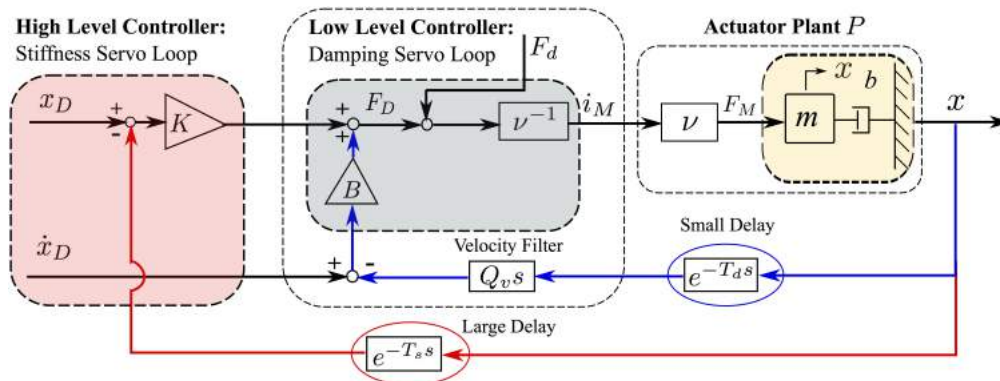 High Level Controller:
Stiffness Servo Loop
Low Level Controller:
Damping Servo Loop
Actuator Plant P
x_D
+
-
K
+
+
F_D
F_d
ν⁻¹
i_M
ν
F_M
x
m
b
x
B
ẋ_D
+
-
Velocity Filter
Q_v s
Small Delay
e^{-T_d s}
Large Delay
e^{-T_s s}